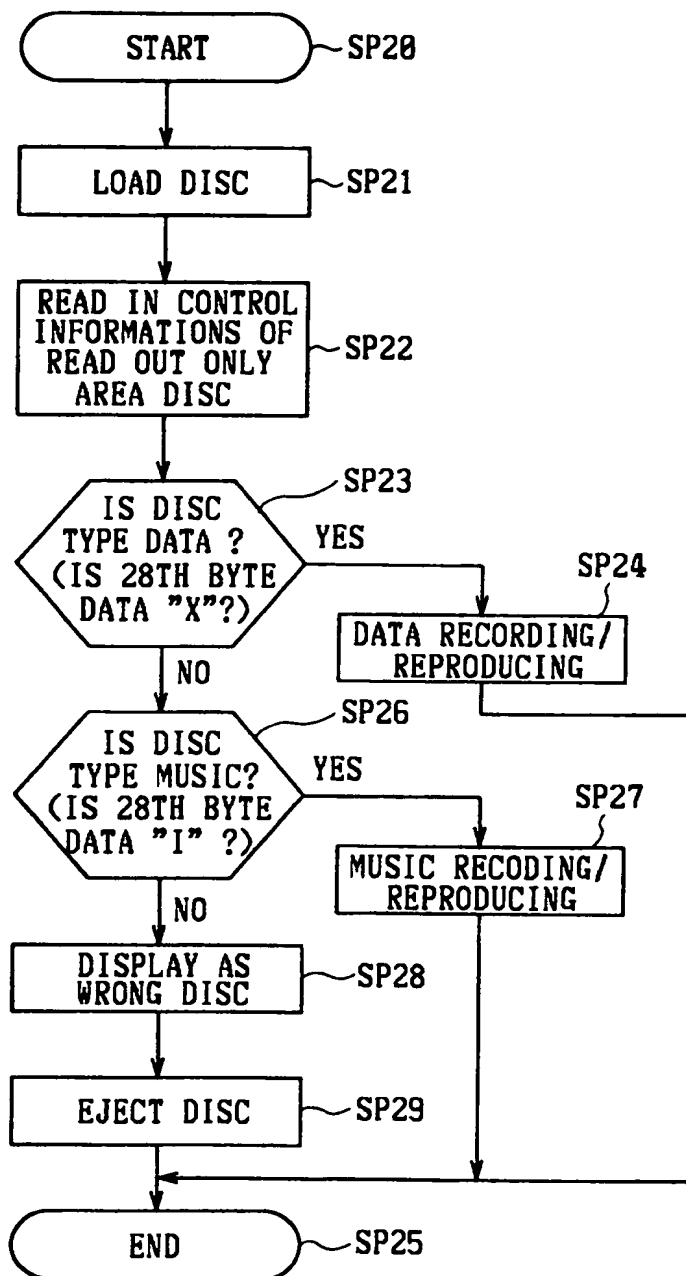 START
SP20
LOAD DISC
SP21
READ IN CONTROL
INFORMATIONS OF
READ OUT ONLY
AREA DISC
SP22
SP23
IS DISC
TYPE DATA ?
(IS 28TH BYTE
DATA "X"?)
YES
SP24
DATA RECORDING/
REPRODUCING
NO
SP26
IS DISC
TYPE MUSIC?
(IS 28TH BYTE
DATA "I" ?)
YES
SP27
MUSIC RECODING/
REPRODUCING
NO
DISPLAY AS
WRONG DISC
SP28
EJECT DISC
SP29
END
SP25